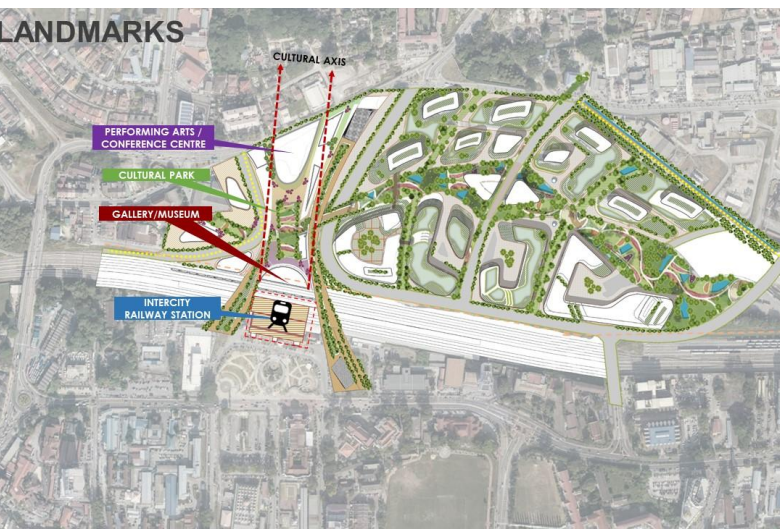 LANDMARKS
CULTURAL AXIS
PERFORMING ARTS /
CONFERENCE CENTRE
CULTURAL PARK
GALLERY/MUSEUM
INTERCITY
RAILWAY STATION